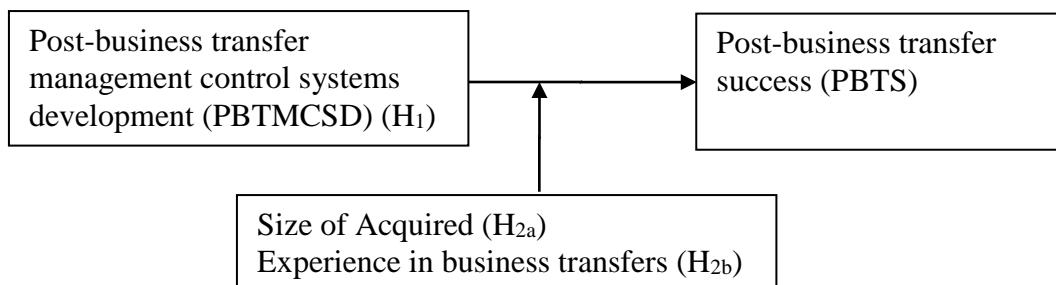 Post-business transfer
management control systems
development (PBTMCSD) (H1)
Post-business transfer
success (PBTS)
Size of Acquired (H2a)
Experience in business transfers (H2b)